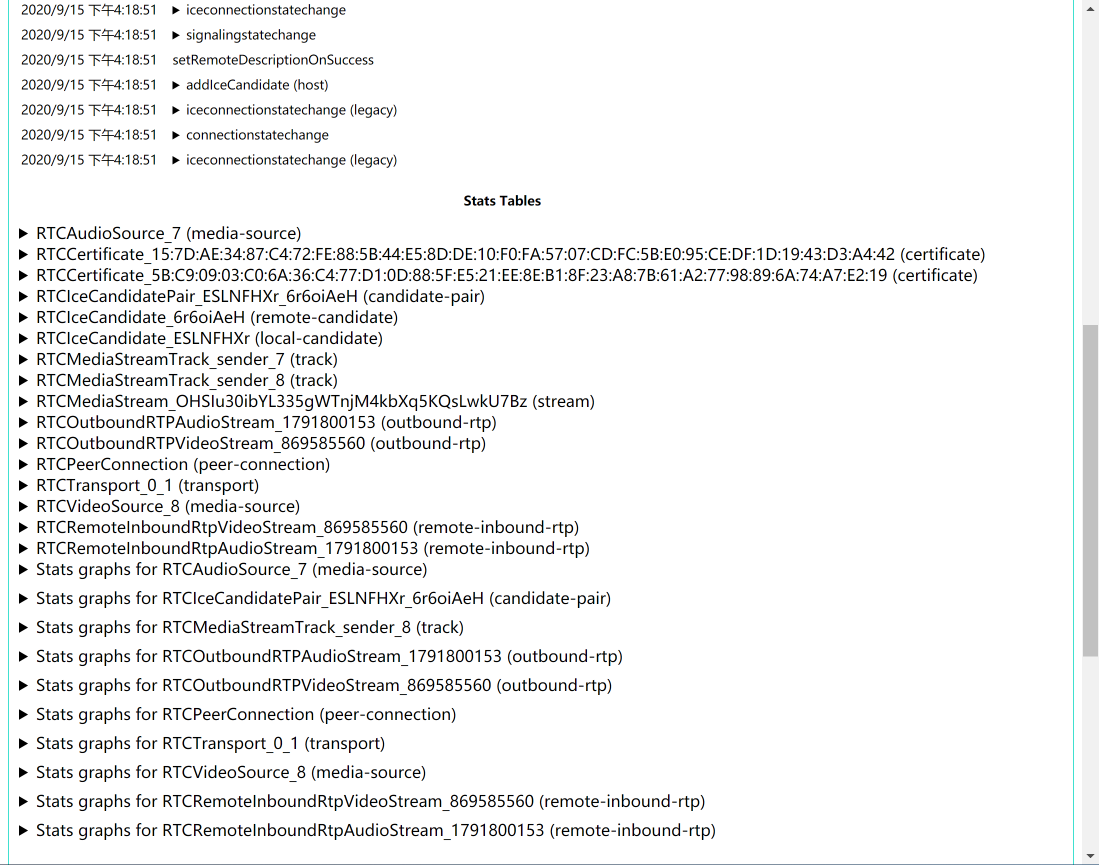 2020/9/15 下午4:18:51 ▶ iceconnectionstatechange
2020/9/15 下午4:18:51 ▶ signalingstatechange
2020/9/15 下午4:18:51 setRemoteDescriptionOnSuccess
2020/9/15 下午4:18:51 ▶ addIceCandidate (host)
2020/9/15 下午4:18:51 ▶ iceconnectionstatechange (legacy)
2020/9/15 下午4:18:51 ▶ connectionstatechange
2020/9/15 下午4:18:51 ▶ iceconnectionstatechange (legacy)
Stats Tables
▶ RTCAudioSource_7 (media-source)
▶ RTCCertificate_15:7D:AE:34:87:C4:72:FE:88:5B:44:E5:8D:DE:10:F0:FA:57:07:CD:FC:5B:E0:95:CE:DF:1D:19:43:D3:A4:42 (certificate)
▶ RTCCertificate_5B:C9:09:03:C0:6A:36:C4:77:D1:0D:88:5F:E5:21:EE:8E:B1:8F:23:A8:7B:61:A2:77:98:89:6A:74:A7:E2:19 (certificate)
▶ RTCIceCandidatePair_ESLNFHXr_6r6oiAeH (candidate-pair)
▶ RTCIceCandidate_6r6oiAeH (remote-candidate)
▶ RTCIceCandidate_ESLNFHXr (local-candidate)
▶ RTCMediaStreamTrack_sender_7 (track)
▶ RTCMediaStreamTrack_sender_8 (track)
▶ RTCMediaStream_OHSIu30ibYL335gWTnjM4kbXq5KQsLwkU7Bz (stream)
▶ RTCOutboundRTPAudioStream_1791800153 (outbound-rtp)
▶ RTCOutboundRTPVideoStream_869585560 (outbound-rtp)
▶ RTCPeerConnection (peer-connection)
▶ RTCTransport_0_1 (transport)
▶ RTCVideoSource_8 (media-source)
▶ RTCRemoteInboundRtpVideoStream_869585560 (remote-inbound-rtp)
▶ RTCRemoteInboundRtpAudioStream_1791800153 (remote-inbound-rtp)
▶ Stats graphs for RTCAudioSource_7 (media-source)
▶ Stats graphs for RTCIceCandidatePair_ESLNFHXr_6r6oiAeH (candidate-pair)
▶ Stats graphs for RTCMediaStreamTrack_sender_8 (track)
▶ Stats graphs for RTCOutboundRTPAudioStream_1791800153 (outbound-rtp)
▶ Stats graphs for RTCOutboundRTPVideoStream_869585560 (outbound-rtp)
▶ Stats graphs for RTCPeerConnection (peer-connection)
▶ Stats graphs for RTCTransport_0_1 (transport)
▶ Stats graphs for RTCVideoSource_8 (media-source)
▶ Stats graphs for RTCRemoteInboundRtpVideoStream_869585560 (remote-inbound-rtp)
▶ Stats graphs for RTCRemoteInboundRtpAudioStream_1791800153 (remote-inbound-rtp)